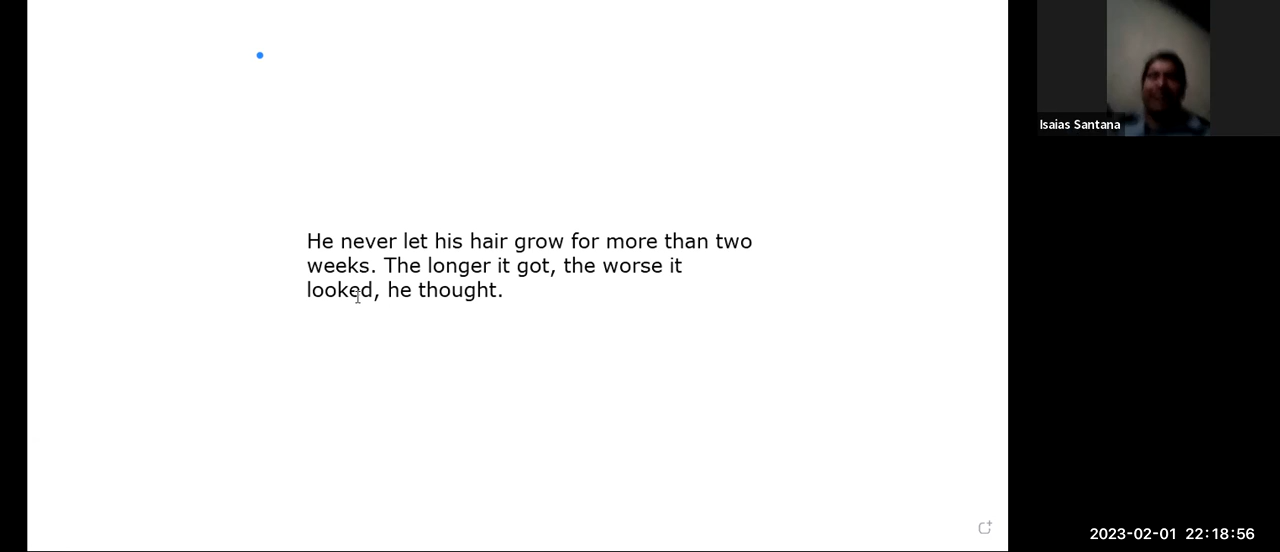 He never let his hair grow for more than two
weeks. The longer it got, the worse it
looked, he thought.
Isaias Santana
2023-02-01 22:18:56